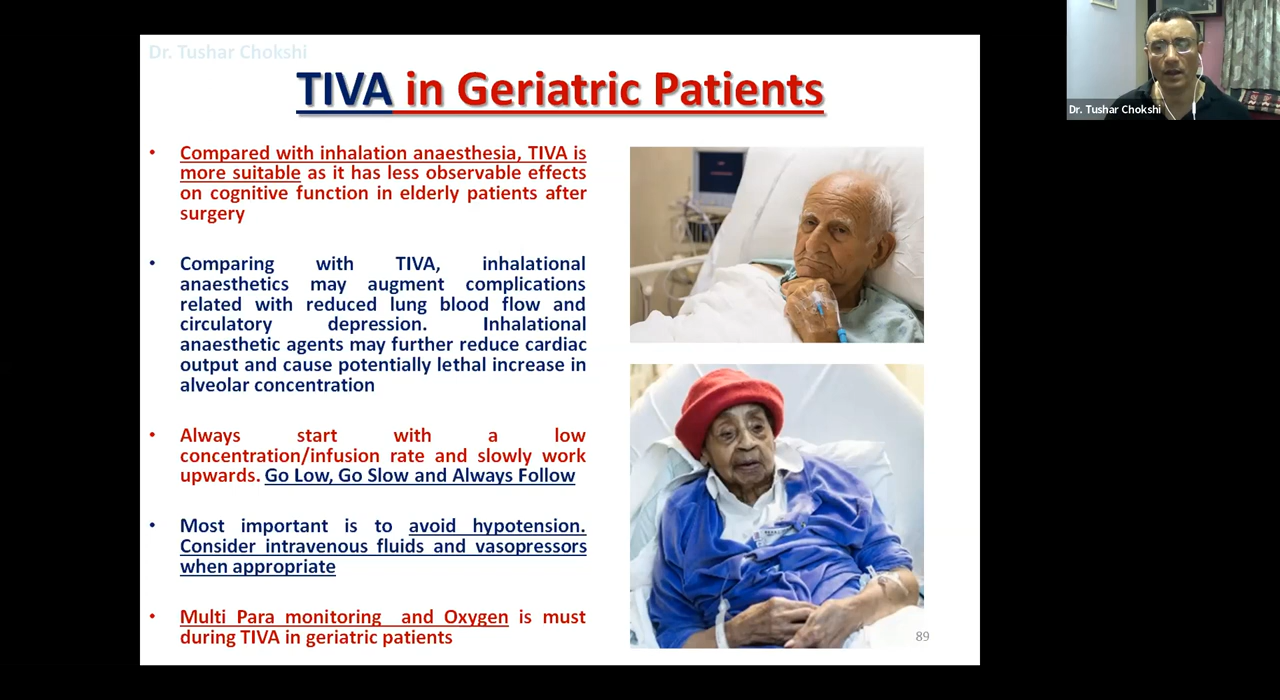 Dr. Tushar Chokshi
TIVA in Geriatric Patients
• Compared with inhalation anaesthesia, TIVA is
more suitable as it has less observable effects
on cognitive function in elderly patients after
surgery
• Comparing with TIVA, inhalational
anaesthetics may augment complications
related with reduced lung blood flow and
circulatory depression. Inhalational
anaesthetic agents may further reduce cardiac
output and cause potentially lethal increase in
alveolar concentration
• Always start with a low
concentration/infusion rate and slowly work
upwards. Go Low, Go Slow and Always Follow
• Most important is to avoid hypotension.
Consider intravenous fluids and vasopressors
when appropriate
• Multi Para monitoring and Oxygen is must
during TIVA in geriatric patients
89
Dr. Tushar Chokshi